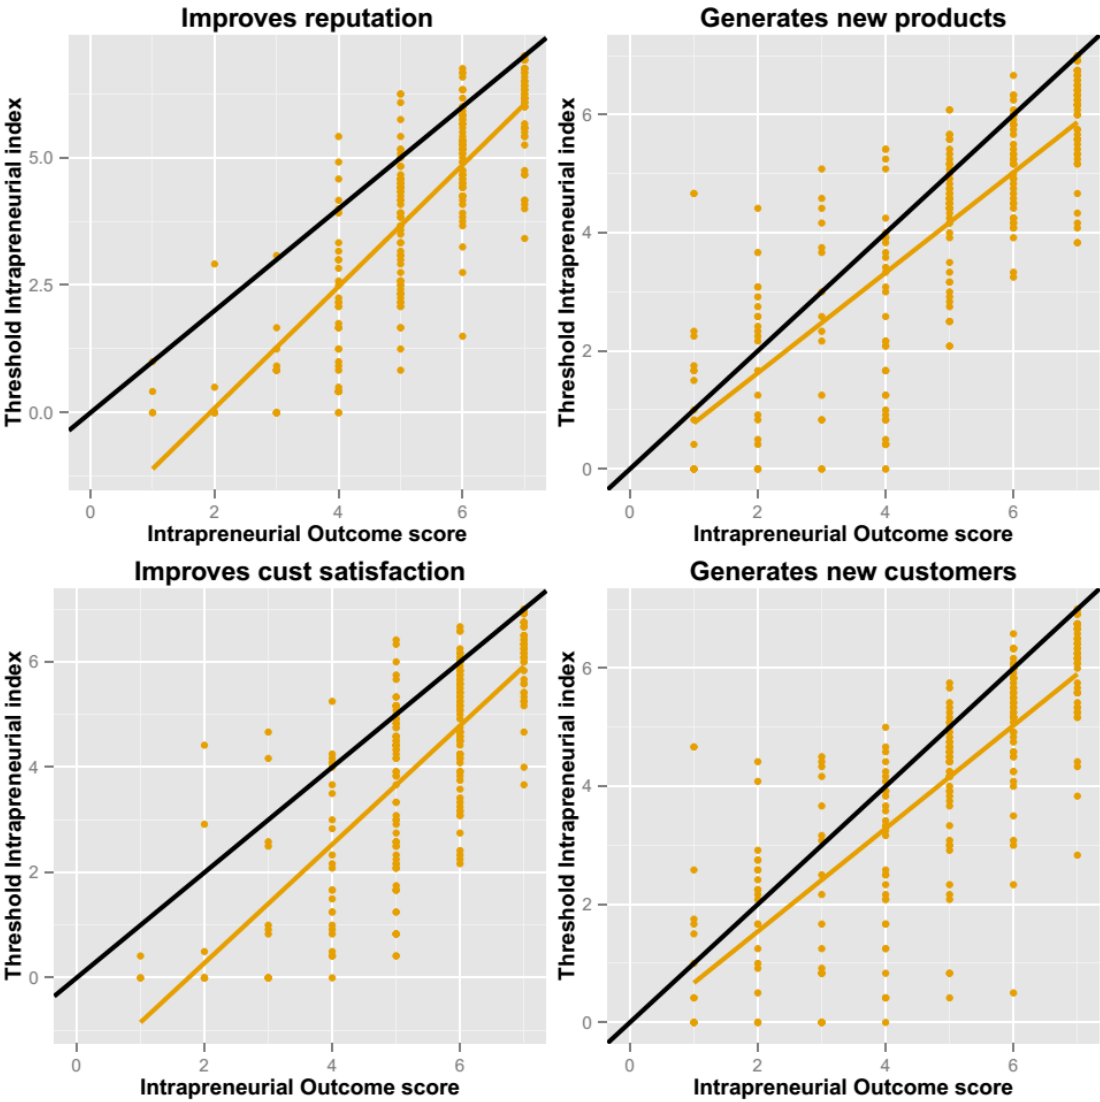 Improves reputation
Threshold Intrapreneurial index
5.0
2.5
0.0
0 2 4 6
Intrapreneurial Outcome score
Generates new products
Threshold Intrapreneurial index
6
4
2
0
0 2 4 6
Intrapreneurial Outcome score
Improves cust satisfaction
Threshold Intrapreneurial index
6
4
2
0
0 2 4 6
Intrapreneurial Outcome score
Generates new customers
Threshold Intrapreneurial index
6
4
2
0
0 2 4 6
Intrapreneurial Outcome score